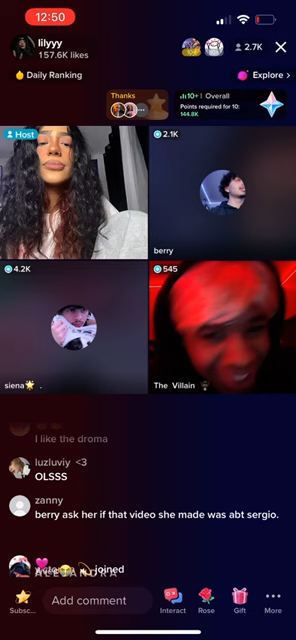 12:50
lilyyy
157.6K likes
2.7K
Daily Ranking
Explore >
Thanks
10+ | Overall
Points required for 10:
144.8K
Host
2.1K
berry
4.2K
545
siena🌟 .
The Villain
I like the droma
luzluviy <3
OLSSS
zanny
berry ask her if that video she made was abt sergio.
joined
Subsc...
Add comment
Interact
Rose
Gift
More